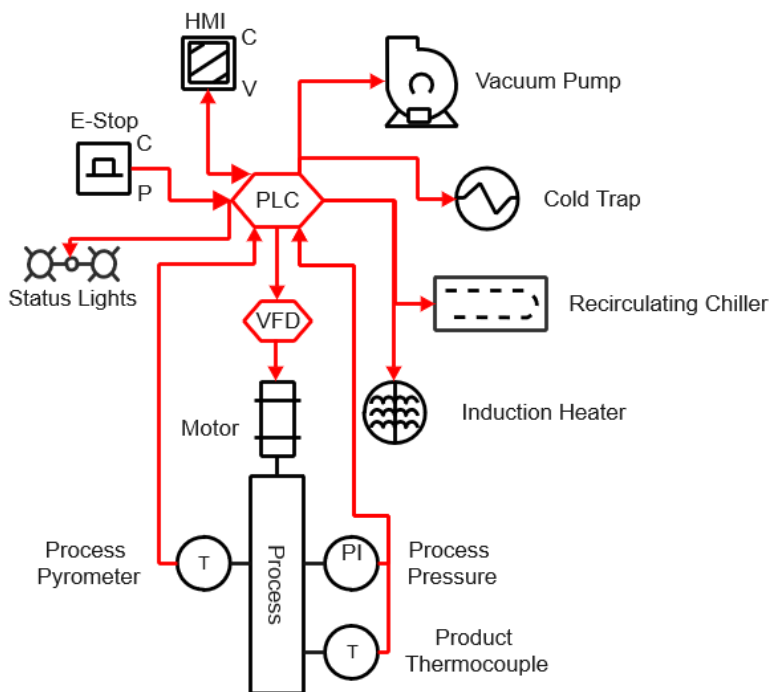 HMI
C
V
Vacuum Pump
E-Stop
C
P
PLC
Cold Trap
Status Lights
VFD
Recirculating Chiller
Motor
Induction Heater
Process
Pyrometer
T
Process
PI
Process
Pressure
T
Product
Thermocouple